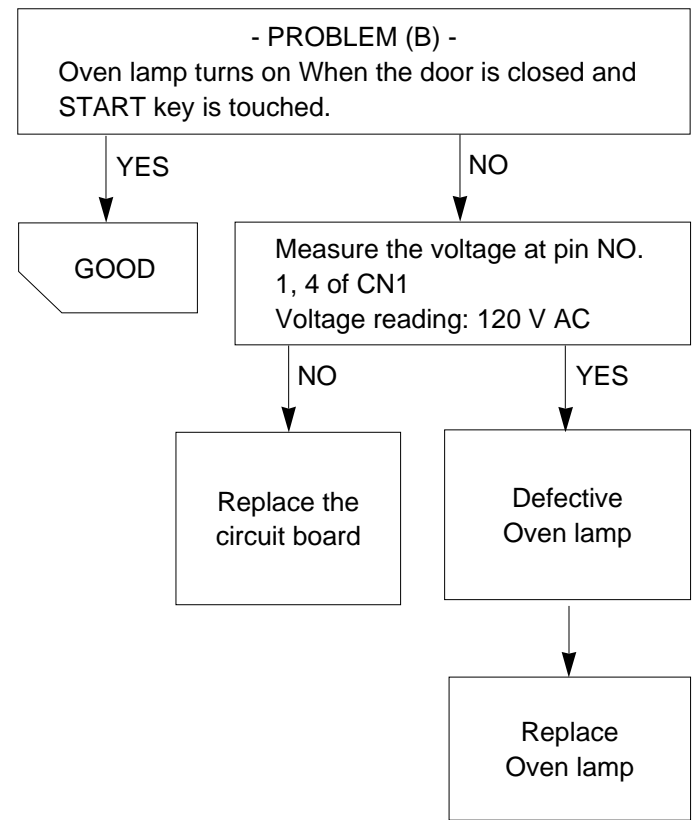 - PROBLEM (B) -
Oven lamp turns on When the door is closed and
START key is touched.
YES
NO
GOOD
Measure the voltage at pin NO.
1, 4 of CN1
Voltage reading: 120 V AC
NO
YES
Replace the
circuit board
Defective
Oven lamp
Replace
Oven lamp